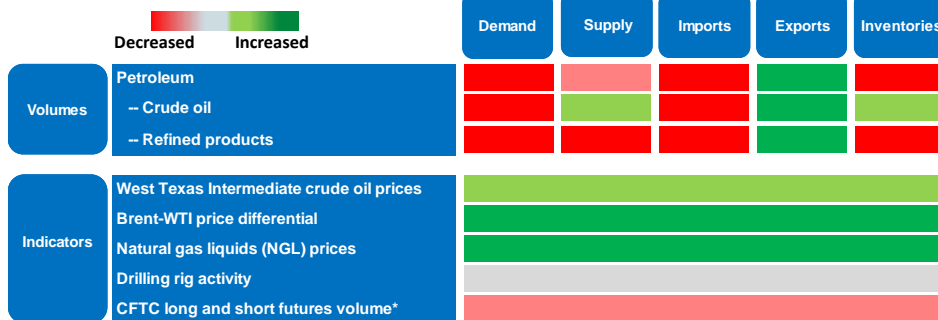 Decreased Increased
Demand Supply Imports Exports Inventories
Volumes
Petroleum
-- Crude oil
-- Refined products
Indicators
West Texas Intermediate crude oil prices
Brent-WTI price differential
Natural gas liquids (NGL) prices
Drilling rig activity
CFTC long and short futures volume*